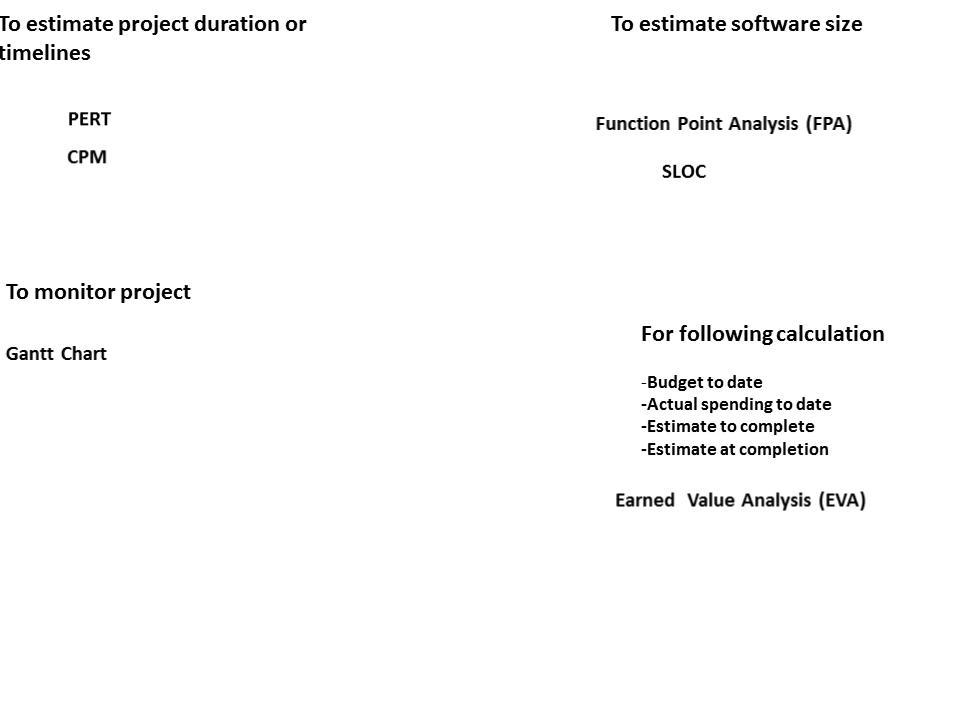 To estimate project duration or
timelines
PERT
CPM
To estimate software size
Function Point Analysis (FPA)
SLOC
To monitor project
Gantt Chart
For following calculation
-Budget to date
-Actual spending to date
-Estimate to complete
-Estimate at completion
Earned Value Analysis (EVA)